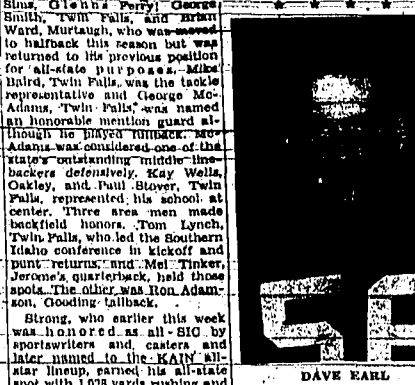 Sims, Glenns Ferry; George
Smith, Twin Falls, and Brian
Ward, Murtaugh, who was moved
to halfback this season but was
returned to his previous position
for all-state purposes. Mike
Baird, Twin Falls, was the tackle
representative and George Mc-
Adams, Twin Falls, was named
an honorable mention guard al-
though he played fullback. Mc-
Adams was considered one of the
state's outstanding middle line-
backers defensively. Kay Wells,
Oakley, and Paul Stover, Twin
Falls, represented his school at
center. Three area men made
backfield honors. Tom Lynch,
Twin Falls, who led the Southern
Idaho conference in kickoff and
punt returns, and Mel Tinker,
Jerome's quarterback, held those
spots. The other was Ron Adam-
son, Gooding tailback.
Strong, who earlier this week
was honored as all-SIC by
sportswriters and casters and
later named to the KAIN all-
star lineup, earned his all-state
spot with 1,028 yards rushing and
DAVE EARL